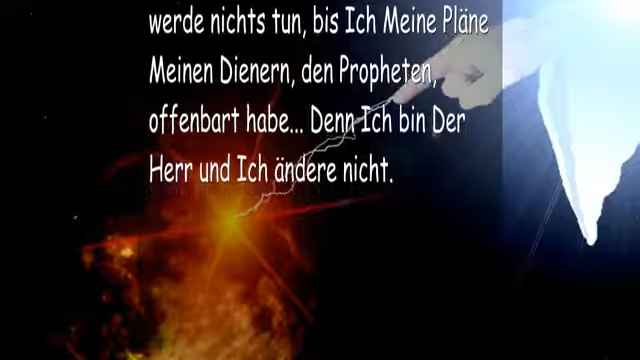 werde nichts tun, bis Ich Meine Pläne
Meinen Dienern, den Propheten,
offenbart habe... Denn Ich bin Der
Herr und Ich ändere nicht.